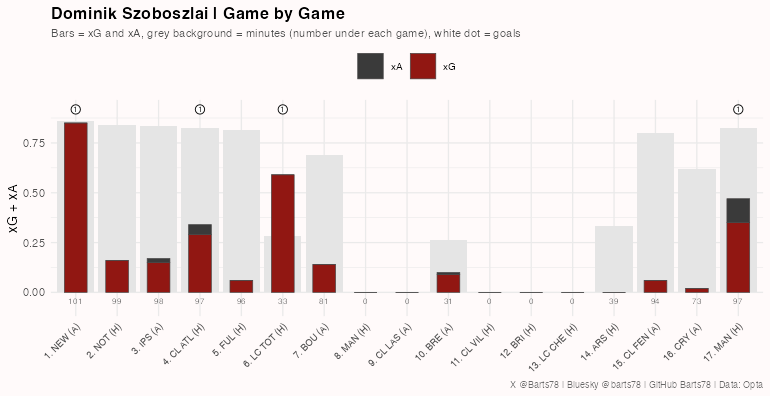 Dominik Szoboszlai | Game by Game
Bars = xG and xA, grey background = minutes (number under each game), white dot = goals
xA xG
1 1 1 1
xG + xA
0.75
0.50
0.25
0.00
101 99 98 97 96 33 81 0 0 31 0 0 0 39 94 73 97
1. NEW (A)
2. NOT (H)
3. IPS (A)
4. CL ATL (H)
5. FUL (H)
6. LC TOT (H)
7. BOU (A)
8. MAN (H)
9. CL LAS (A)
10. BRE (A)
11. CL VIL (H)
12. BRI (H)
13. LC CHE (H)
14. ARS (H)
15. CL FEN (A)
16. CRY (A)
17. MAN (H)
X @Barts78 | Bluesky @barts78 | GitHub Barts78 | Data: Opta